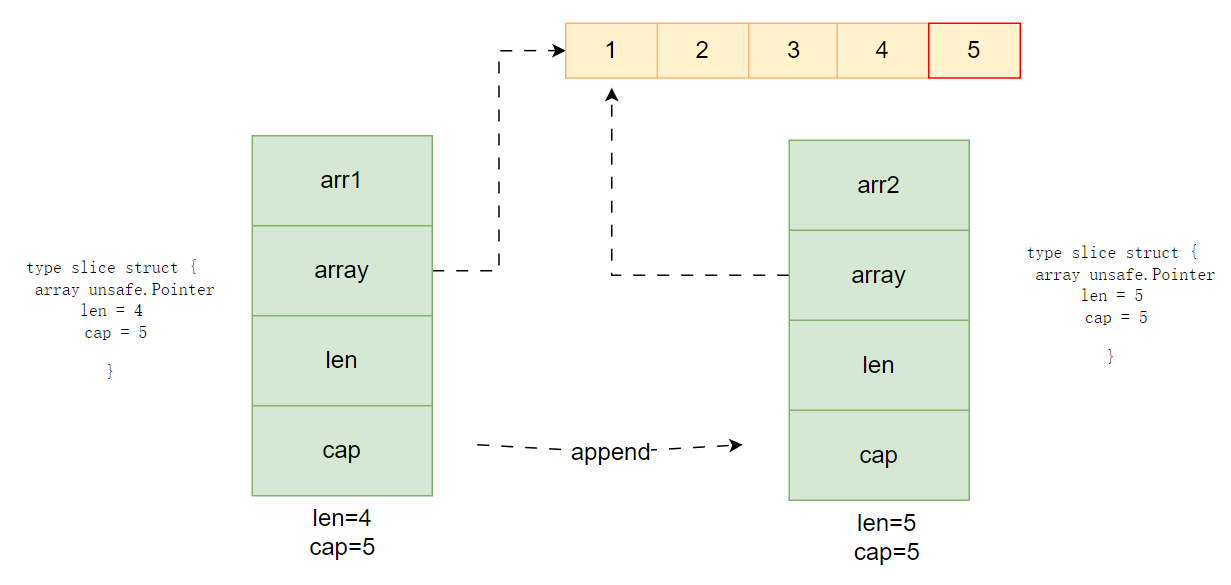 1 2 3 4 5
arr1
array
len
cap
len=4
cap=5
type slice struct {
array unsafe.Pointer
len = 4
cap = 5
}
append
arr2
array
len
cap
len=5
cap=5
type slice struct {
array unsafe.Pointer
len = 5
cap = 5
}